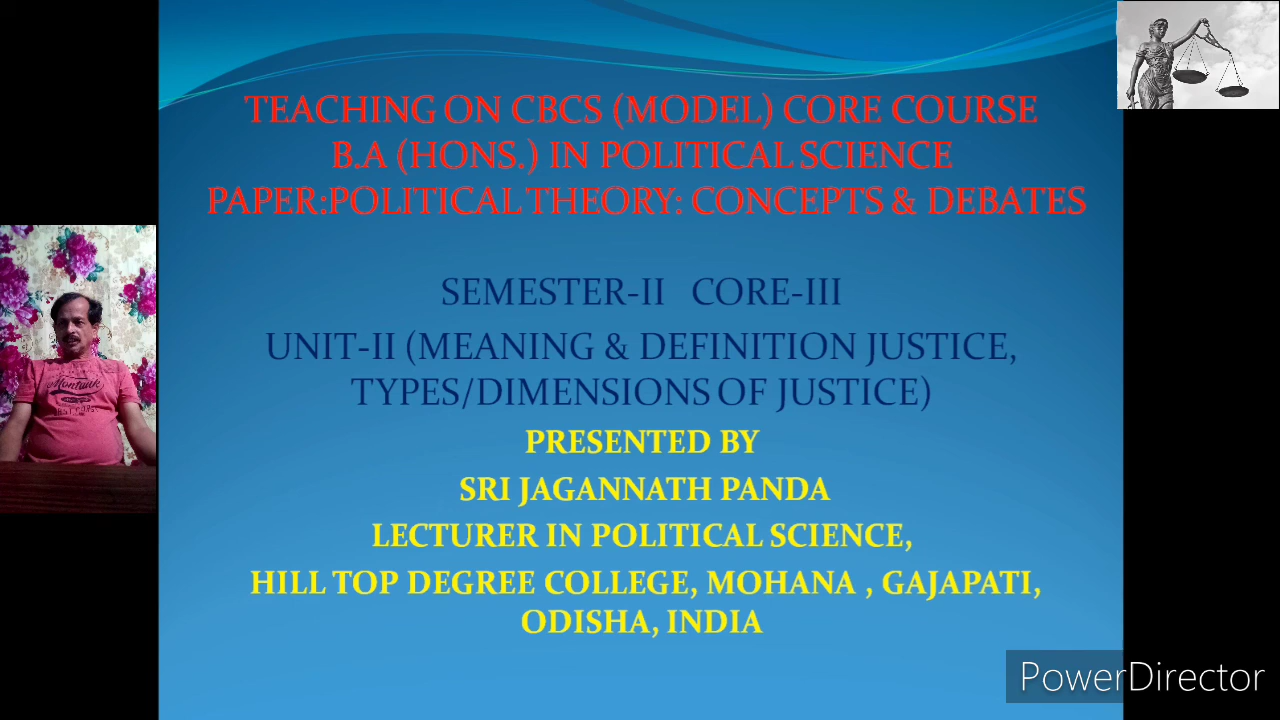 TEACHING ON CBCS (MODEL) CORE COURSE
B.A (HONS.) IN POLITICAL SCIENCE
PAPER:POLITICAL THEORY: CONCEPTS & DEBATES
SEMESTER-II CORE-III
UNIT-II (MEANING & DEFINITION JUSTICE,
TYPES/DIMENSIONS OF JUSTICE)
PRESENTED BY
SRI JAGANNATH PANDA
LECTURER IN POLITICAL SCIENCE,
HILL TOP DEGREE COLLEGE, MOHANA , GAJAPATI,
ODISHA, INDIA
Montauk
PowerDirector